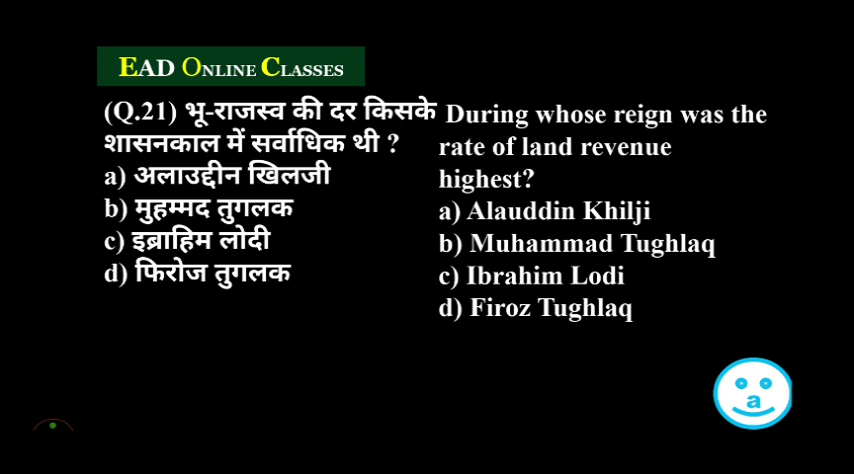 EAD ONLINE CLASSES
(Q.21) भू-राजस्व की दर किसके
शासनकाल में सर्वाधिक थी ?
a) अलाउद्दीन खिलजी
b) मुहम्मद तुगलक
c) इब्राहिम लोदी
d) फिरोज तुगलक
During whose reign was the
rate of land revenue
highest?
a) Alauddin Khilji
b) Muhammad Tughlaq
c) Ibrahim Lodi
d) Firoz Tughlaq
a